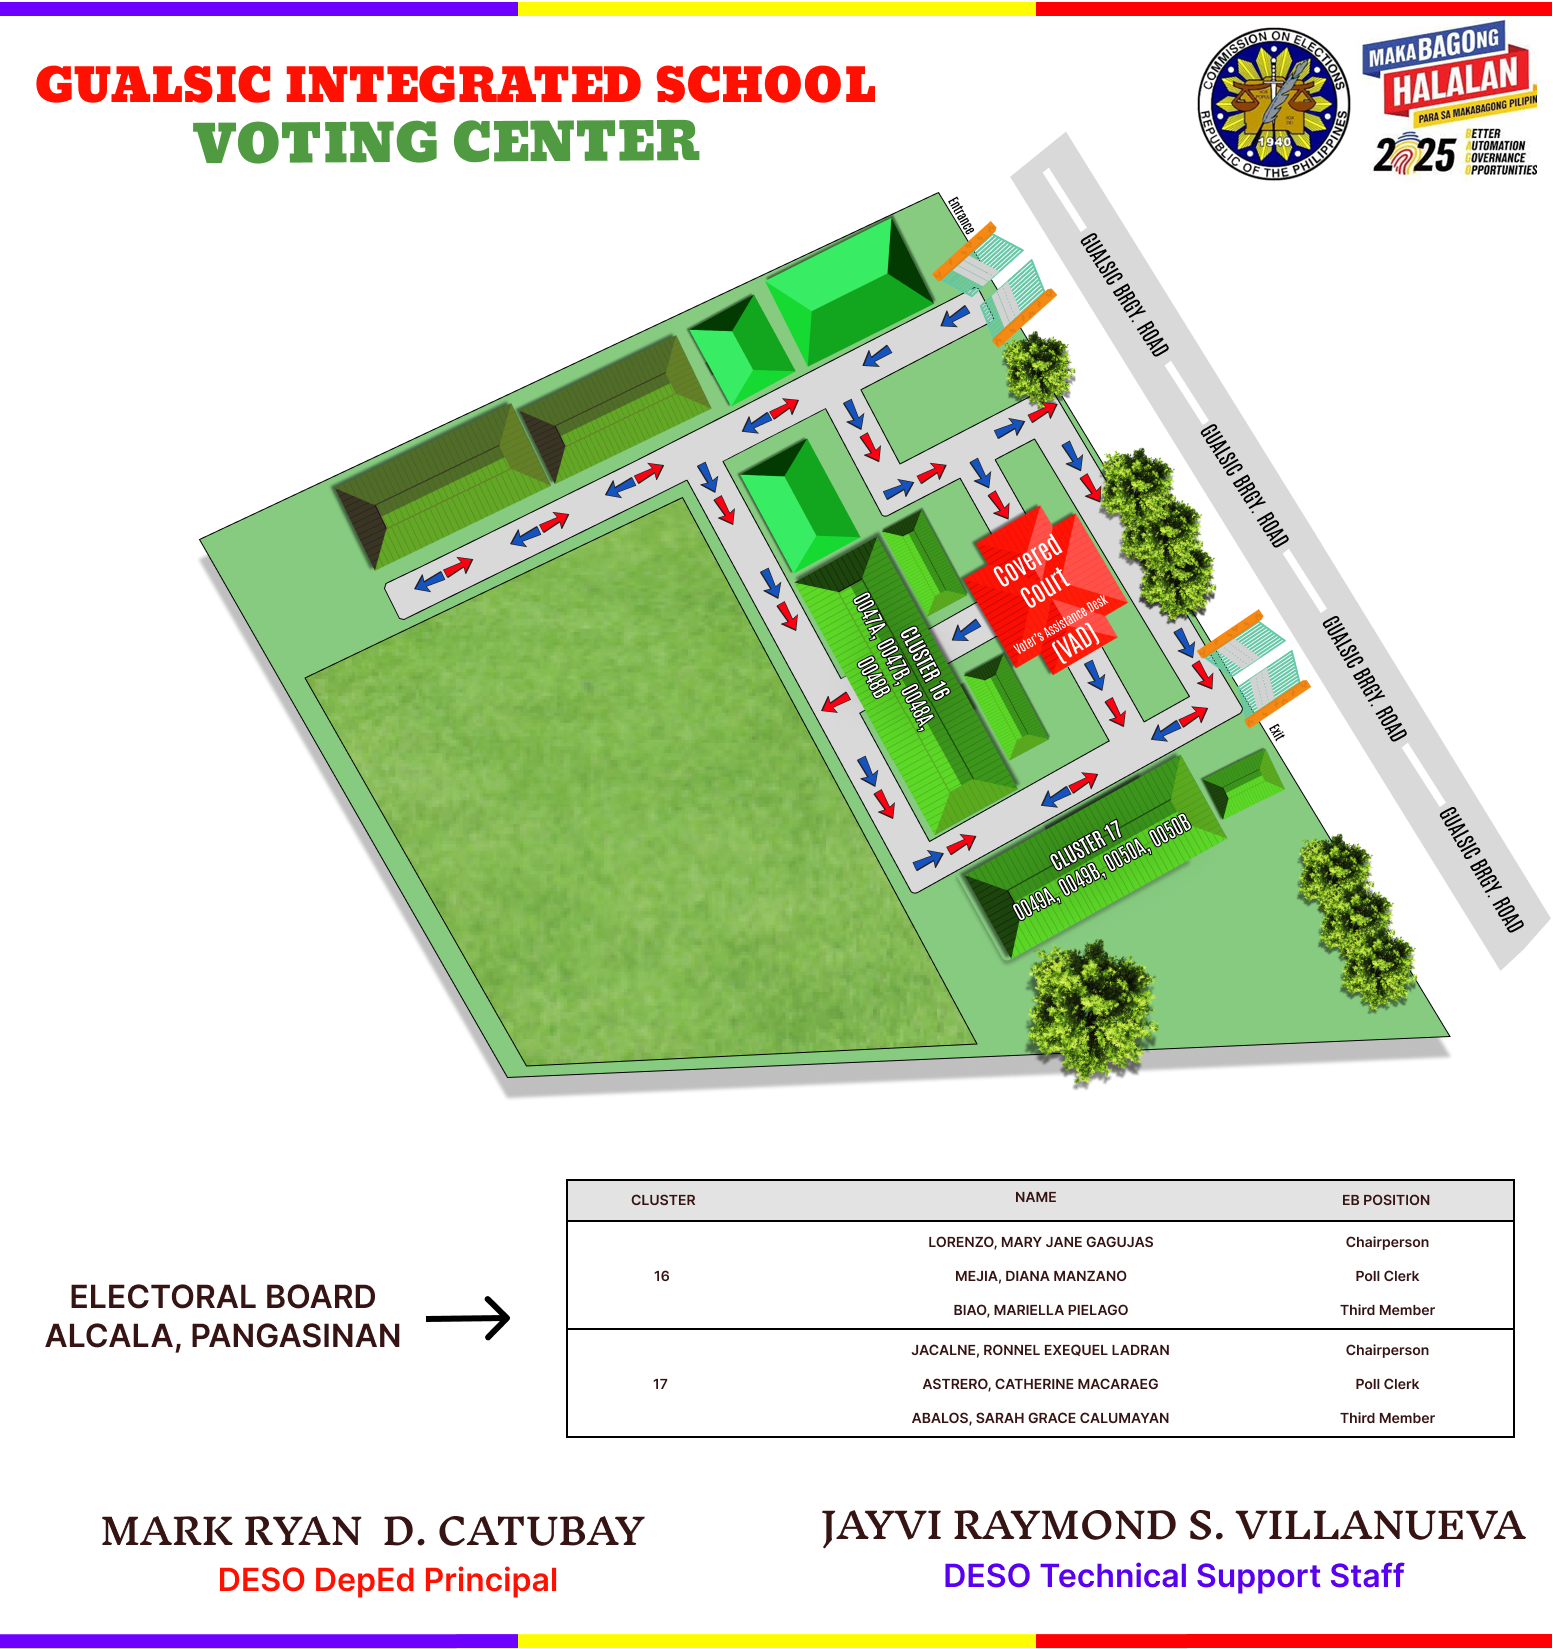 GUALSIC INTEGRATED SCHOOL
VOTING CENTER
COMMISSION ON ELECTIONS
REPUBLIC OF THE PHILIPPINES
1940
MAKABAGONG
HALALAN
PARA SA MAKABAGONG PILIPIN
2025
BETTER
AUTOMATION
GOVERNANCE
OPPORTUNITIES
Entrance
GUALSIC BRGY. ROAD
GUALSIC BRGY. ROAD
GUALSIC BRGY. ROAD
GUALSIC BRGY. ROAD
Covered
Court
Voter's Assistance Desk
(VAD)
CLUSTER 16
0047A, 0047B, 0048A,
0048B
Exit
CLUSTER 17
0049A, 0049B, 0050A, 0050B
CLUSTER NAME EB POSITION
LORENZO, MARY JANE GAGUJAS Chairperson
16 MEJIA, DIANA MANZANO Poll Clerk
BIAO, MARIELLA PIELAGO Third Member
JACALNE, RONNEL EXEQUEL LADRAN Chairperson
17 ASTRERO, CATHERINE MACARAEG Poll Clerk
ABALOS, SARAH GRACE CALUMAYAN Third Member
ELECTORAL BOARD
ALCALA, PANGASINAN
MARK RYAN D. CATUBAY
DESO DepEd Principal
JAYVI RAYMOND S. VILLANUEVA
DESO Technical Support Staff